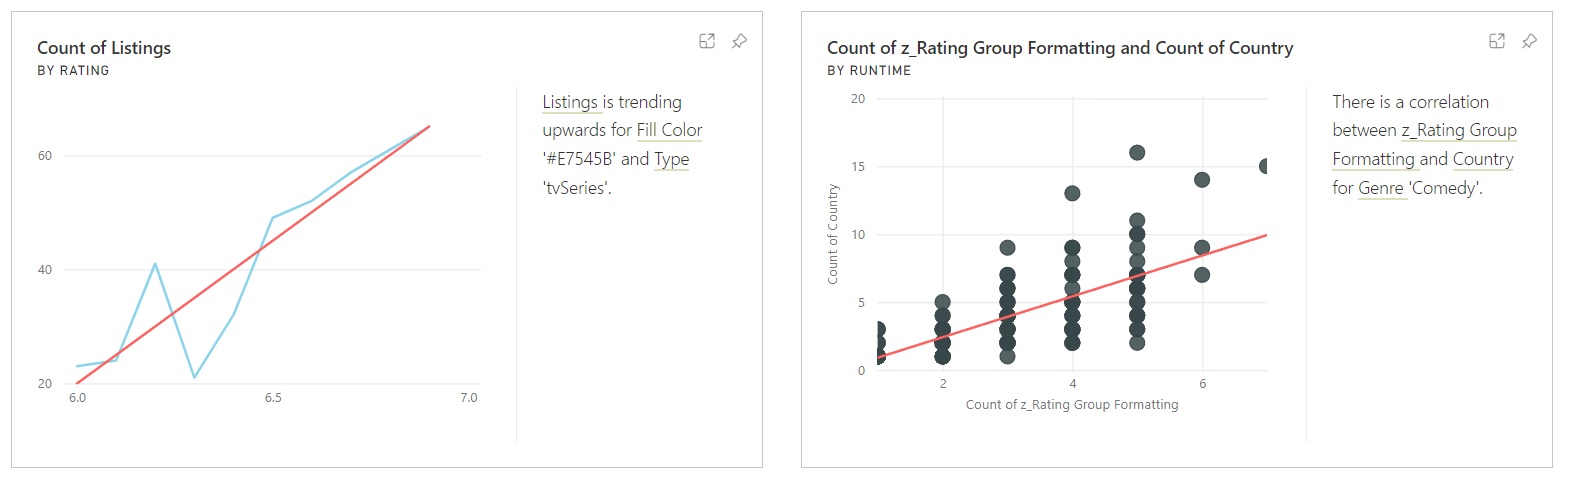 Count of Listings
BY RATING
60
40
20
6.0
6.5
7.0
Listings is trending
upwards for Fill Color
'#E7545B' and Type
'tvSeries'.
Count of z_Rating Group Formatting and Count of Country
BY RUNTIME
Count of Country
20
15
10
5
0
2
4
6
Count of z_Rating Group Formatting
There is a correlation
between z_Rating Group
Formatting and Country
for Genre 'Comedy'.